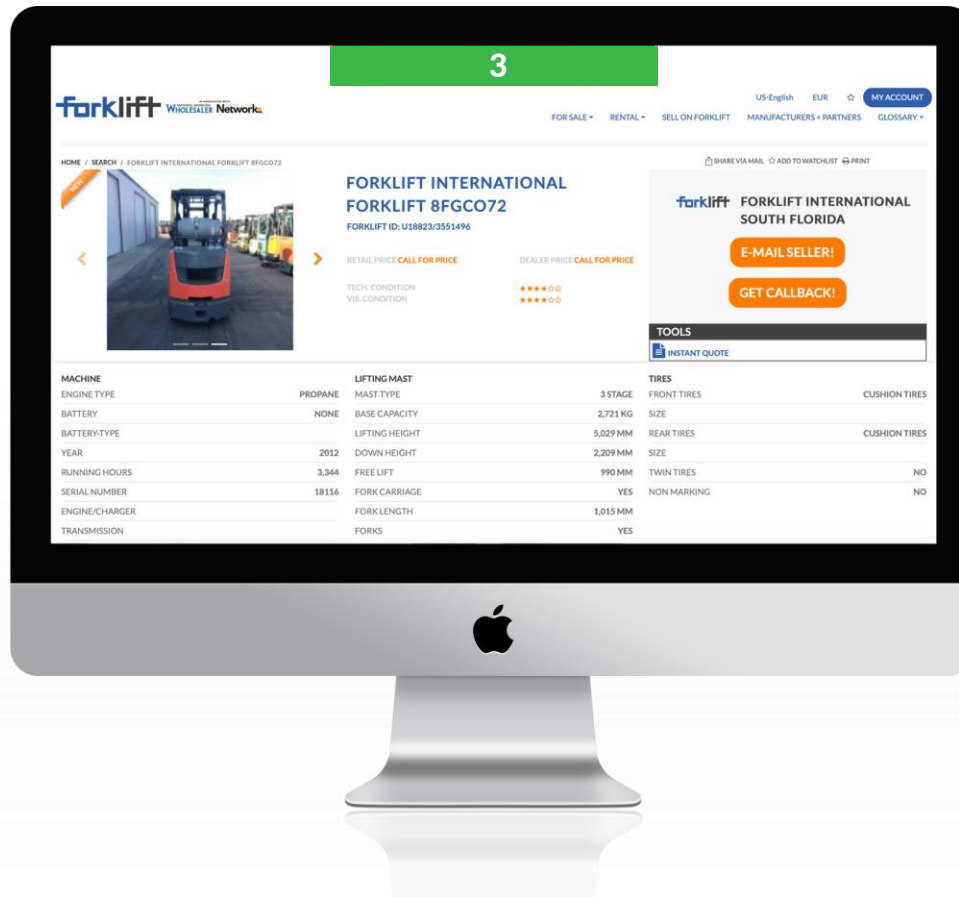 3
forklift
IN ASSOCIATION WITH
WHOLESALER Network
US-English EUR MY ACCOUNT
FOR SALE RENTAL SELL ON FORKLIFT MANUFACTURERS + PARTNERS GLOSSARY
HOME / SEARCH / FORKLIFT INTERNATIONAL FORKLIFT 8FGCO72
SHARE VIA MAIL ADD TO WATCHLIST PRINT
NEW
FORKLIFT INTERNATIONAL
FORKLIFT 8FGCO72
FORKLIFT ID: U18823/3551496
RETAIL PRICE CALL FOR PRICE DEALER PRICE CALL FOR PRICE
TECH. CONDITION ★★★★☆☆
VIS. CONDITION ★★★★☆☆
forklift FORKLIFT INTERNATIONAL
SOUTH FLORIDA
E-MAIL SELLER!
GET CALLBACK!
TOOLS
INSTANT QUOTE
MACHINE
ENGINE TYPE PROPANE
BATTERY NONE
BATTERY-TYPE
YEAR 2012
RUNNING HOURS 3,344
SERIAL NUMBER 18116
ENGINE/CHARGER
TRANSMISSION
LIFTING MAST
MAST TYPE 3 STAGE
BASE CAPACITY 2,721 KG
LIFTING HEIGHT 5,029 MM
DOWN HEIGHT 2,209 MM
FREE LIFT 990 MM
FORK CARRIAGE YES
FORK LENGTH 1,015 MM
FORKS YES
TIRES
FRONT TIRES CUSHION TIRES
SIZE
REAR TIRES CUSHION TIRES
SIZE
TWIN TIRES NO
NON MARKING NO